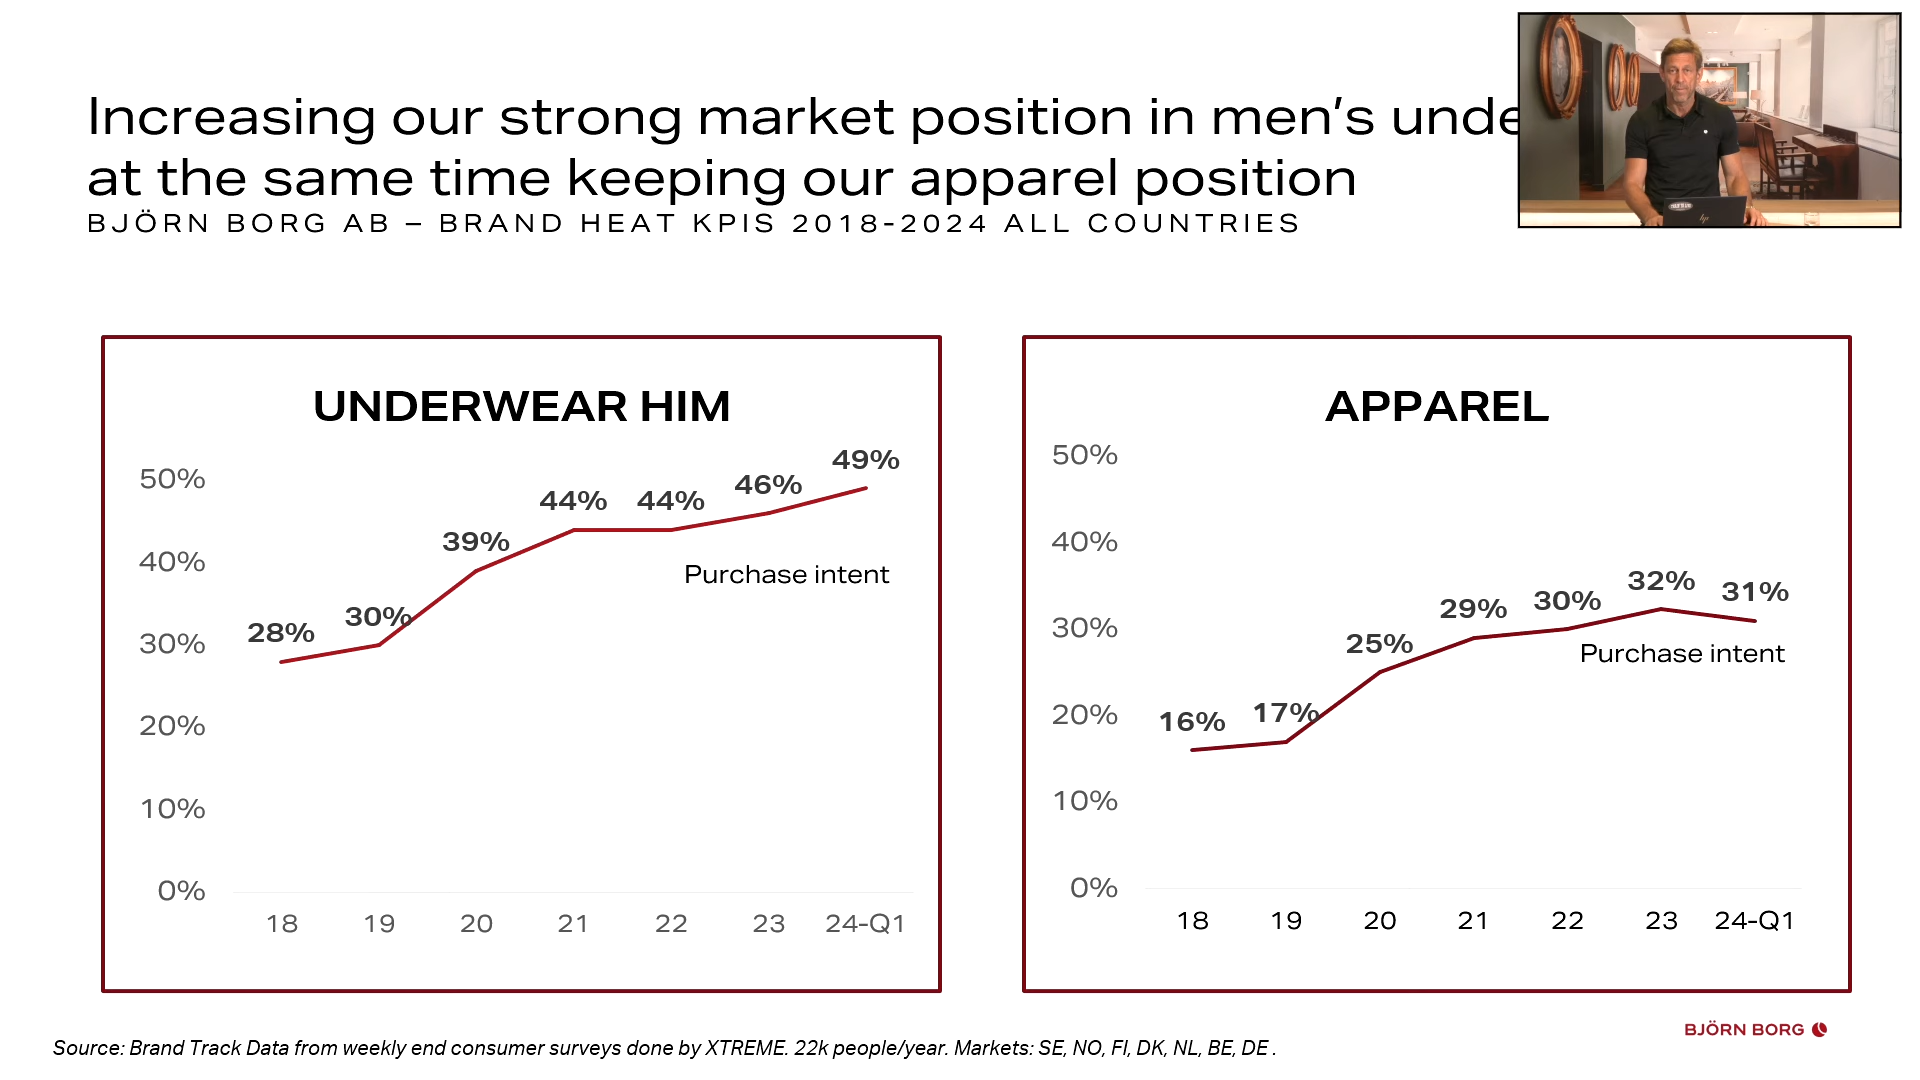 Increasing our strong market position in men's unde
at the same time keeping our apparel position
BJÖRN BORG AB – BRAND HEAT KPIS 2018-2024 ALL COUNTRIES
UNDERWEAR HIM
50%
40%
30%
20%
10%
0%
28%
30%
39%
44%
44%
46%
49%
Purchase intent
18 19 20 21 22 23 24-Q1
APPAREL
50%
40%
30%
20%
10%
0%
16%
17%
25%
29%
30%
32%
31%
Purchase intent
18 19 20 21 22 23 24-Q1
BJÖRN BORG
Source: Brand Track Data from weekly end consumer surveys done by XTREME. 22k people/year. Markets: SE, NO, FI, DK, NL, BE, DE .